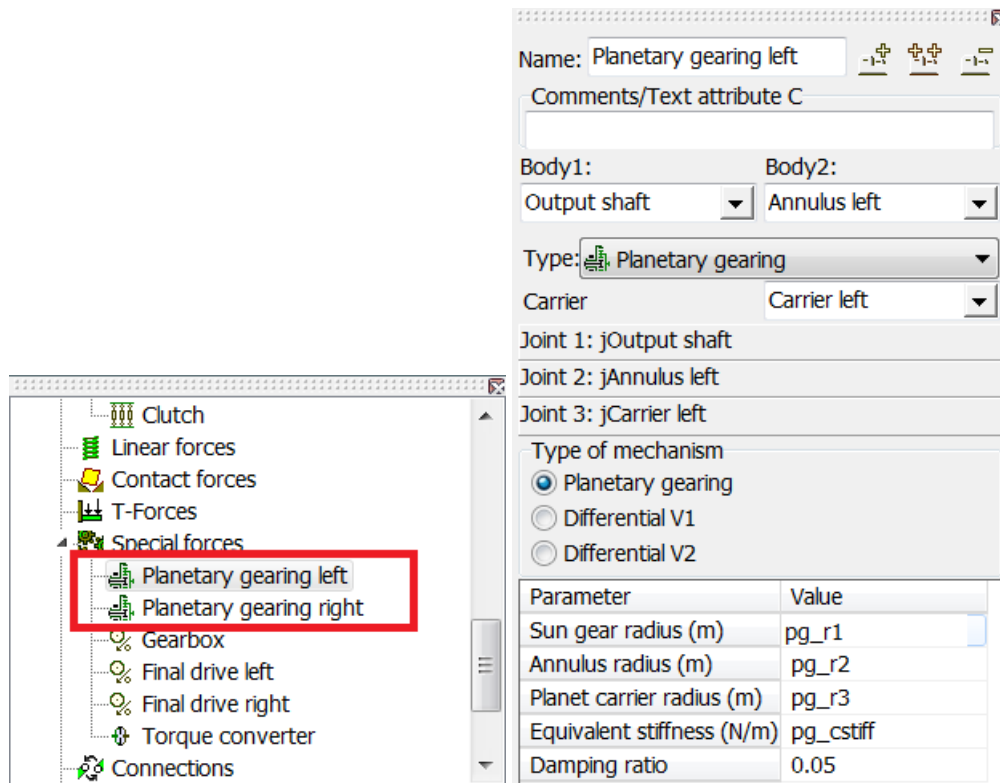 Clutch
Linear forces
Contact forces
T-Forces
Special forces
Planetary gearing left
Planetary gearing right
Gearbox
Final drive left
Final drive right
Torque converter
Connections
Name: Planetary gearing left
Comments/Text attribute C
Body1: Body2:
Output shaft Annulus left
Type: Planetary gearing
Carrier Carrier left
Joint 1: jOutput shaft
Joint 2: jAnnulus left
Joint 3: jCarrier left
Type of mechanism
Planetary gearing
Differential V1
Differential V2
Parameter Value
Sun gear radius (m) pg_r1
Annulus radius (m) pg_r2
Planet carrier radius (m) pg_r3
Equivalent stiffness (N/m) pg_cstiff
Damping ratio 0.05